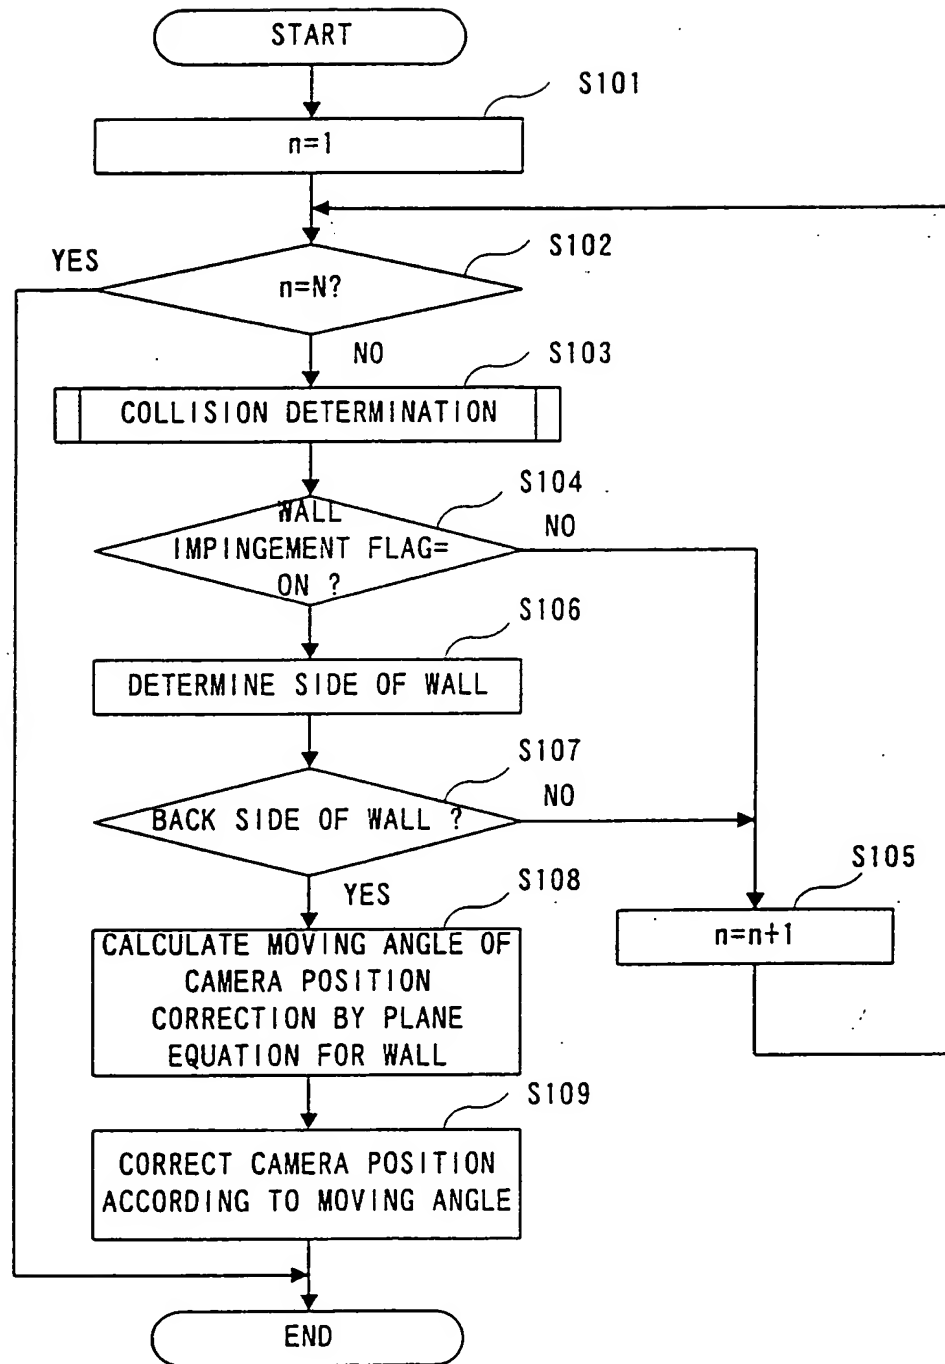 START
S101
n=1
S102
YES
n=N?
NO
S103
COLLISION DETERMINATION
S104
WALL
IMPINGEMENT FLAG=
ON ?
NO
S106
DETERMINE SIDE OF WALL
S107
BACK SIDE OF WALL ?
NO
S105
n=n+1
YES
S108
CALCULATE MOVING ANGLE OF
CAMERA POSITION
CORRECTION BY PLANE
EQUATION FOR WALL
S109
CORRECT CAMERA POSITION
ACCORDING TO MOVING ANGLE
END